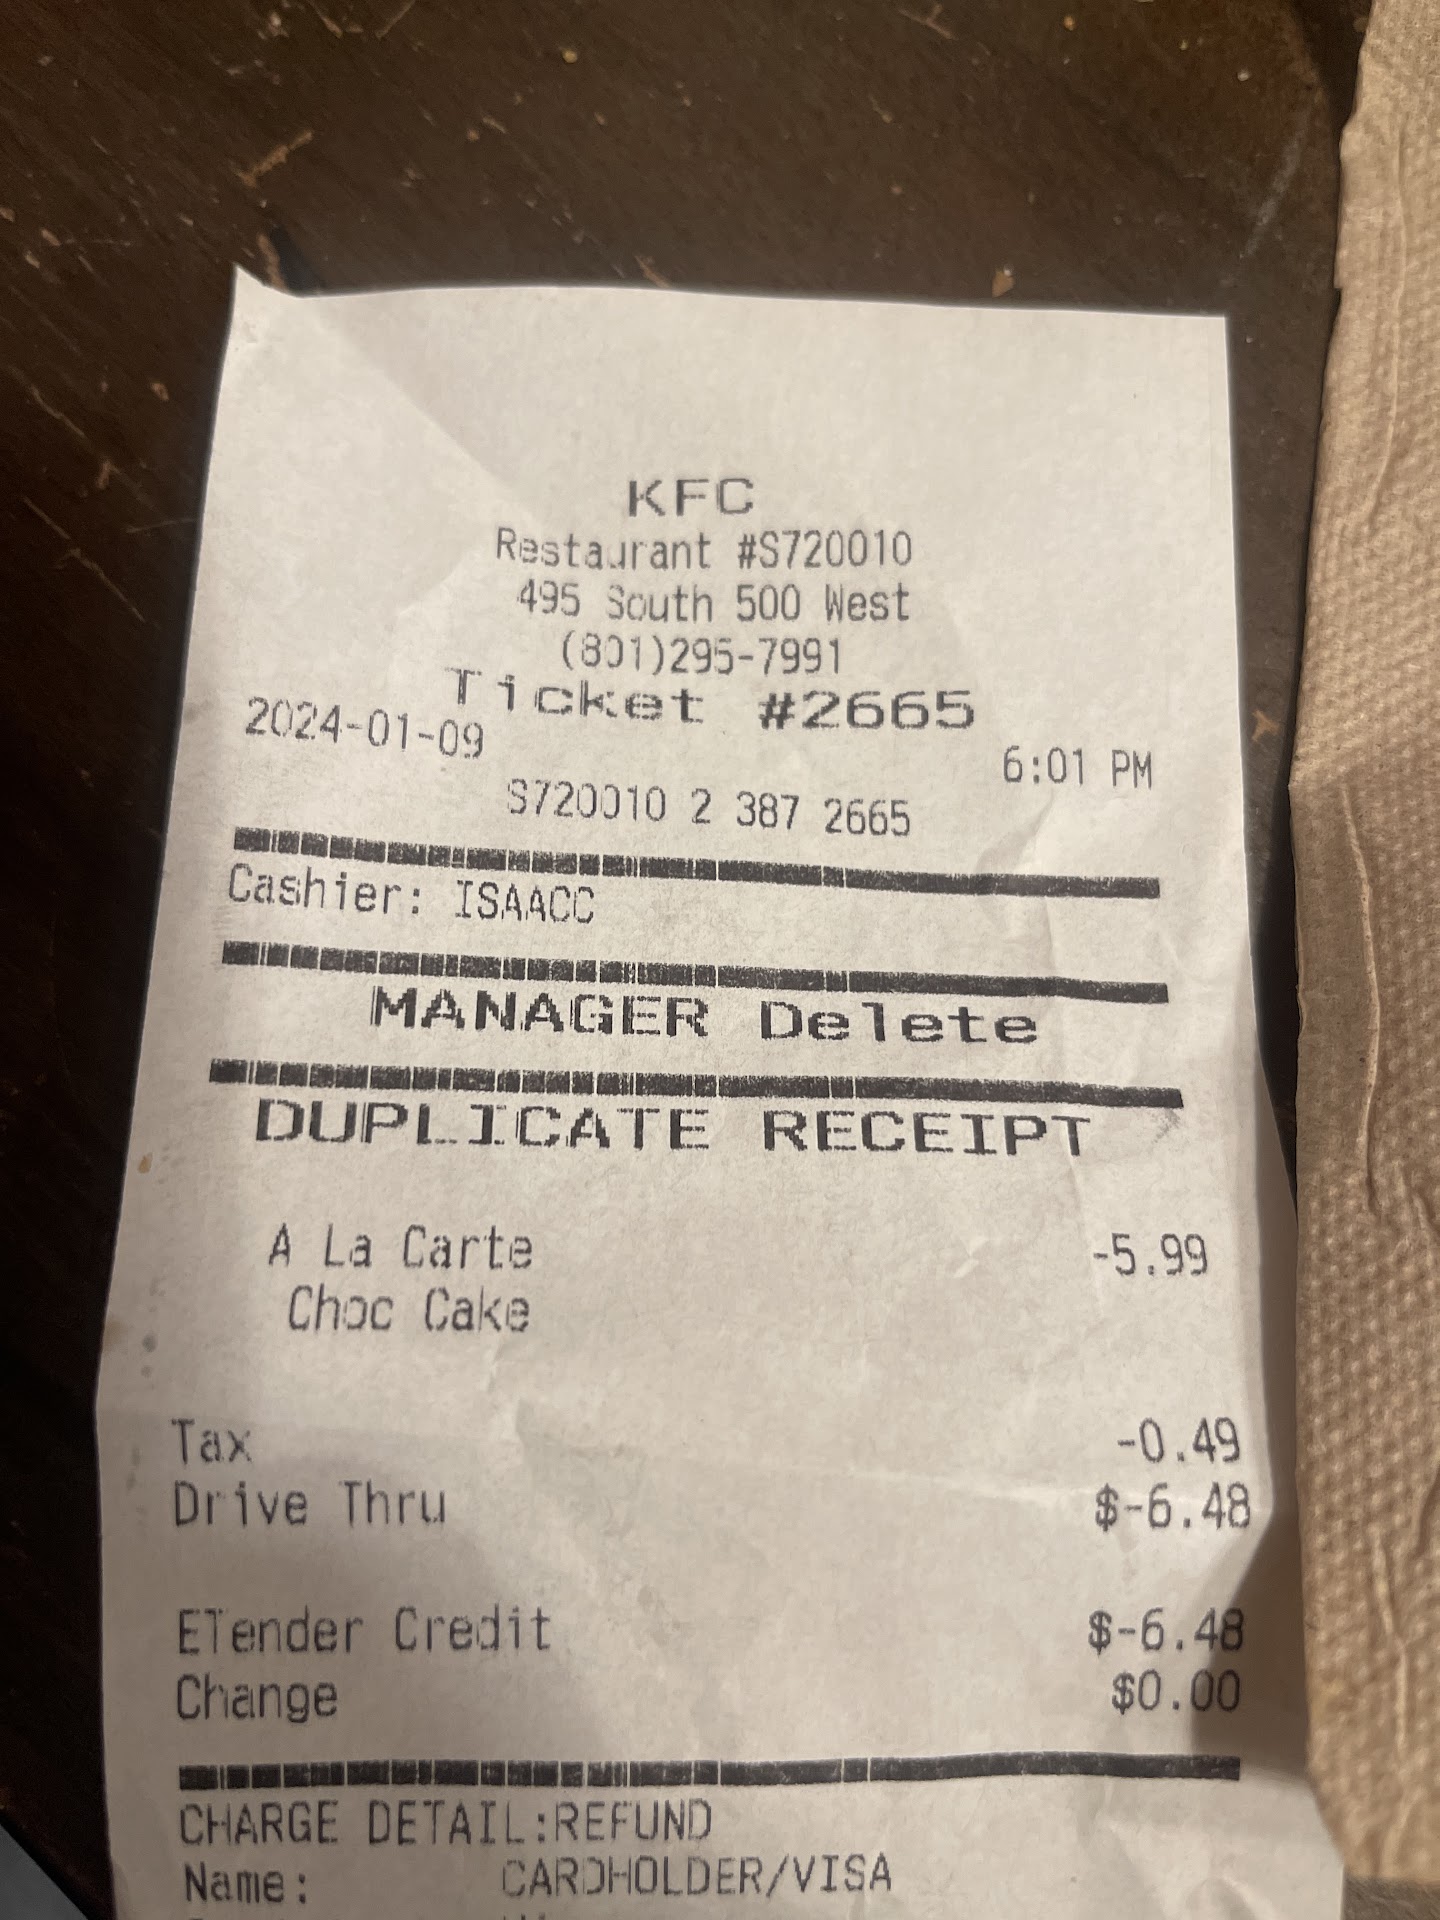 KFC
Restaurant #S720010
495 South 500 West
(801)295-7991
Ticket #2665
2024-01-09 6:01 PM
S720010 2 387 2665
Cashier: ISAACC
MANAGER Delete
DUPLICATE RECEIPT
A La Carte -5.99
Choc Cake
Tax -0.49
Drive Thru $-6.48
ETender Credit $-6.48
Change $0.00
CHARGE DETAIL:REFUND
Name: CARDHOLDER/VISA